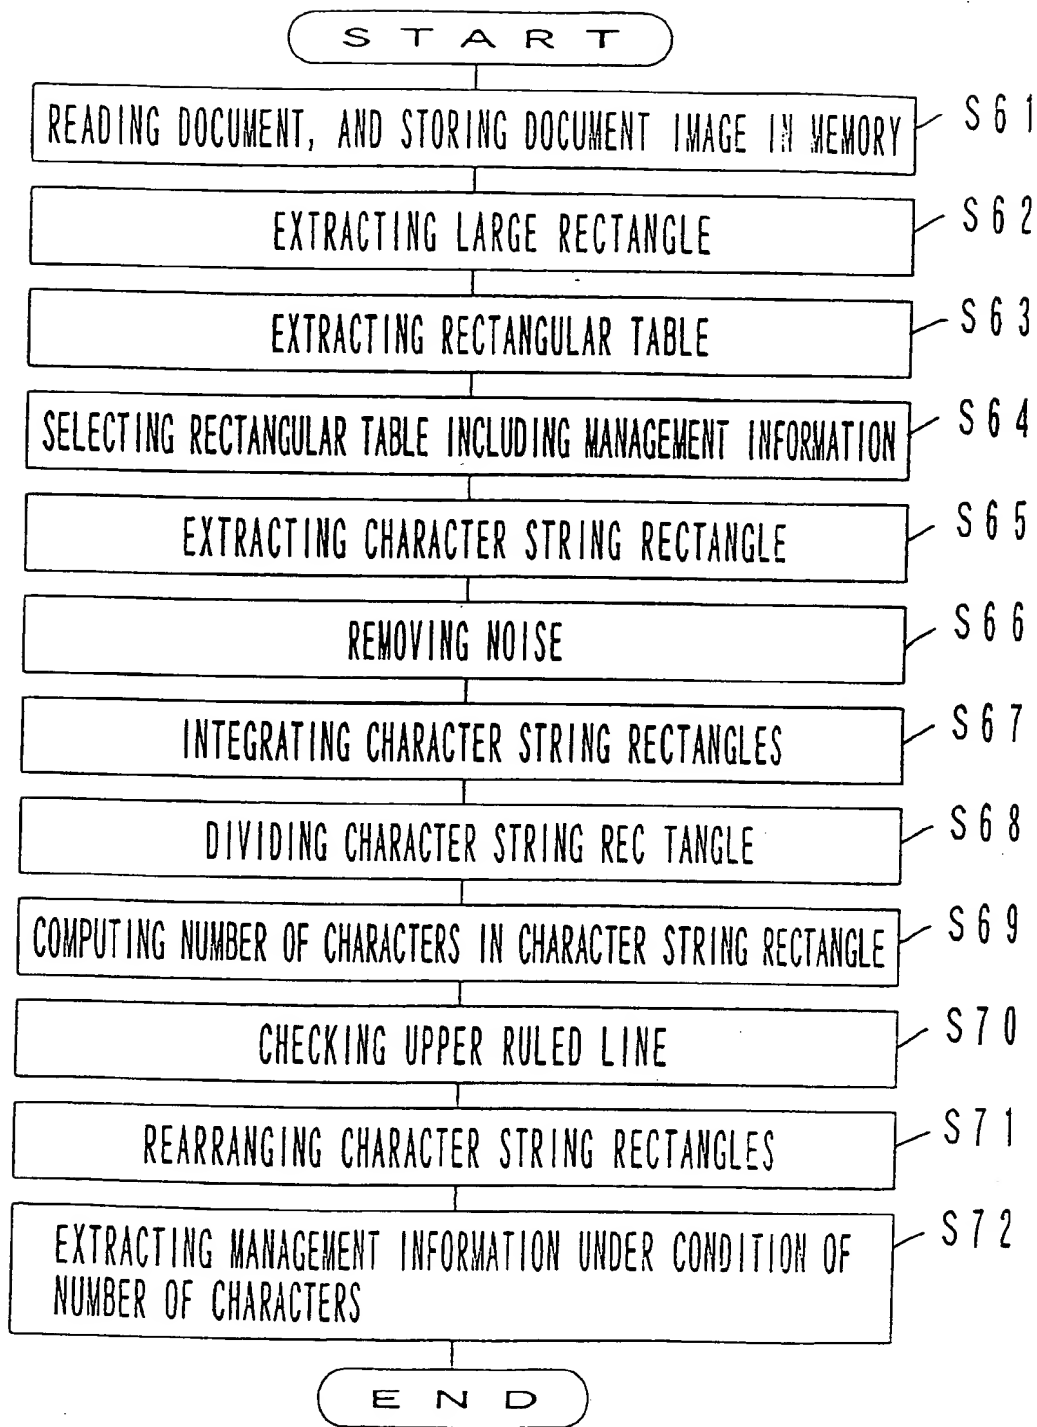 START
READING DOCUMENT, AND STORING DOCUMENT IMAGE IN MEMORY
S61
EXTRACTING LARGE RECTANGLE
S62
EXTRACTING RECTANGULAR TABLE
S63
SELECTING RECTANGULAR TABLE INCLUDING MANAGEMENT INFORMATION
S64
EXTRACTING CHARACTER STRING RECTANGLE
S65
REMOVING NOISE
S66
INTEGRATING CHARACTER STRING RECTANGLES
S67
DIVIDING CHARACTER STRING REC TANGLE
S68
COMPUTING NUMBER OF CHARACTERS IN CHARACTER STRING RECTANGLE
S69
CHECKING UPPER RULED LINE
S70
REARRANGING CHARACTER STRING RECTANGLES
S71
EXTRACTING MANAGEMENT INFORMATION UNDER CONDITION OF
NUMBER OF CHARACTERS
S72
END